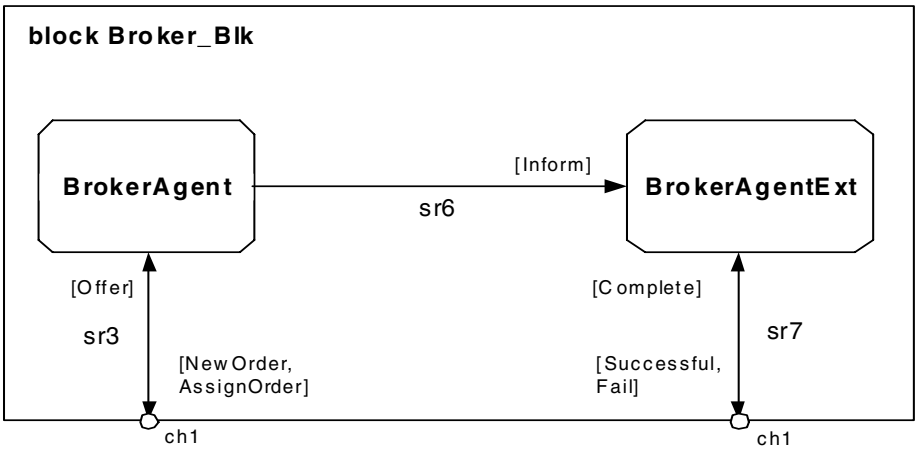 block Broker_Blk
[Inform]
BrokerAgent
BrokerAgentExt
sr6
[Offer]
[Complete]
sr3
sr7
[NewOrder,
AssignOrder]
[Successful,
Fail]
ch1
ch1